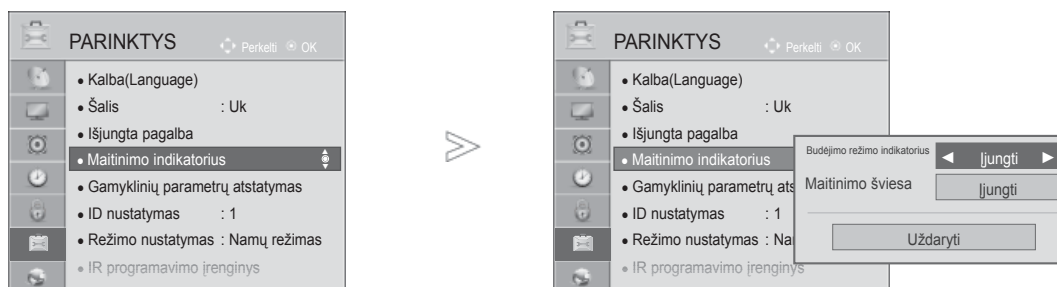 PARINKTYS Perkelti OK
• Kalba(Language)
• Šalis : Uk
• Išjungta pagalba
• Maitinimo indikatorius
• Gamyklinių parametrų atstatymas
• ID nustatymas : 1
• Režimo nustatymas : Namų režimas
• IR programavimo įrenginys
PARINKTYS Perkelti OK
• Kalba(Language)
• Šalis : Uk
• Išjungta pagalba
• Maitinimo indikatorius
• Gamyklinių parametrų ats
• ID nustatymas : 1
• Režimo nustatymas : Na
• IR programavimo įrenginys
Budėjimo režimo indikatorius ◄ Įjungti ►
Maitinimo šviesa Įjungti
Uždaryti